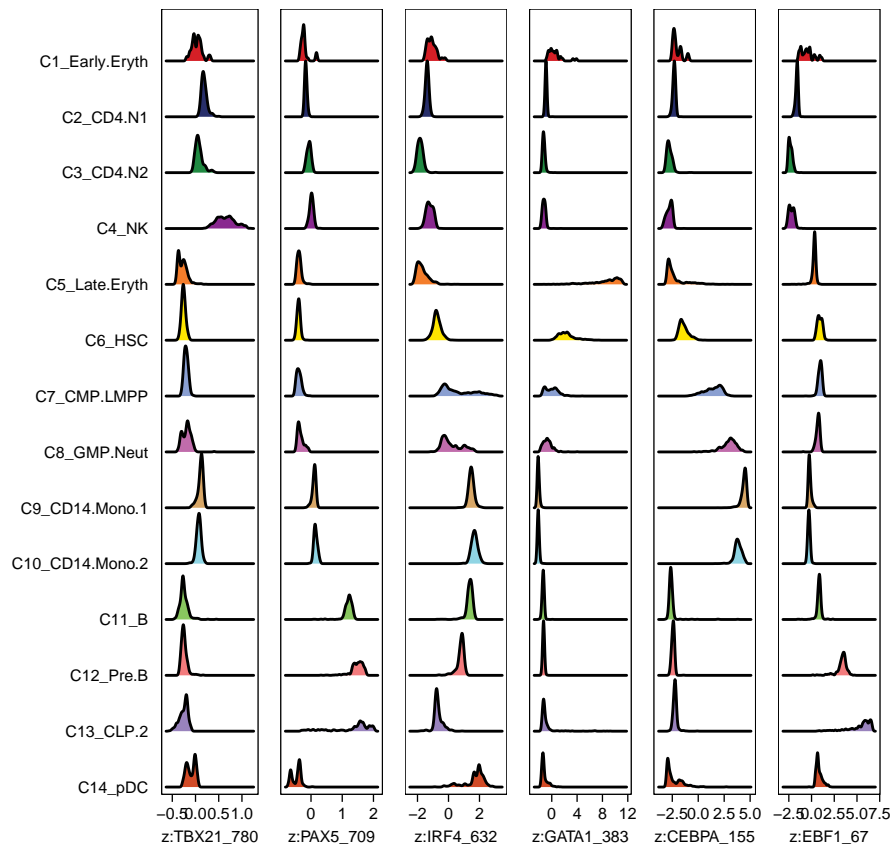 C1_Early.Eryth
C2_CD4.N1
C3_CD4.N2
C4_NK
C5_Late.Eryth
C6_HSC
C7_CMP.LMPP
C8_GMP.Neut
C9_CD14.Mono.1
C10_CD14.Mono.2
C11_B
C12_Pre.B
C13_CLP.2
C14_pDC
−0.5 0.0 0.5 1.0 0 1 2 −2 0 2 0 4 8 12 −2.5 0.0 2.5 5.0 −2.5 0.0 2.5 5.0 7.5
z:TBX21_780 z:PAX5_709 z:IRF4_632 z:GATA1_383 z:CEBPA_155 z:EBF1_67